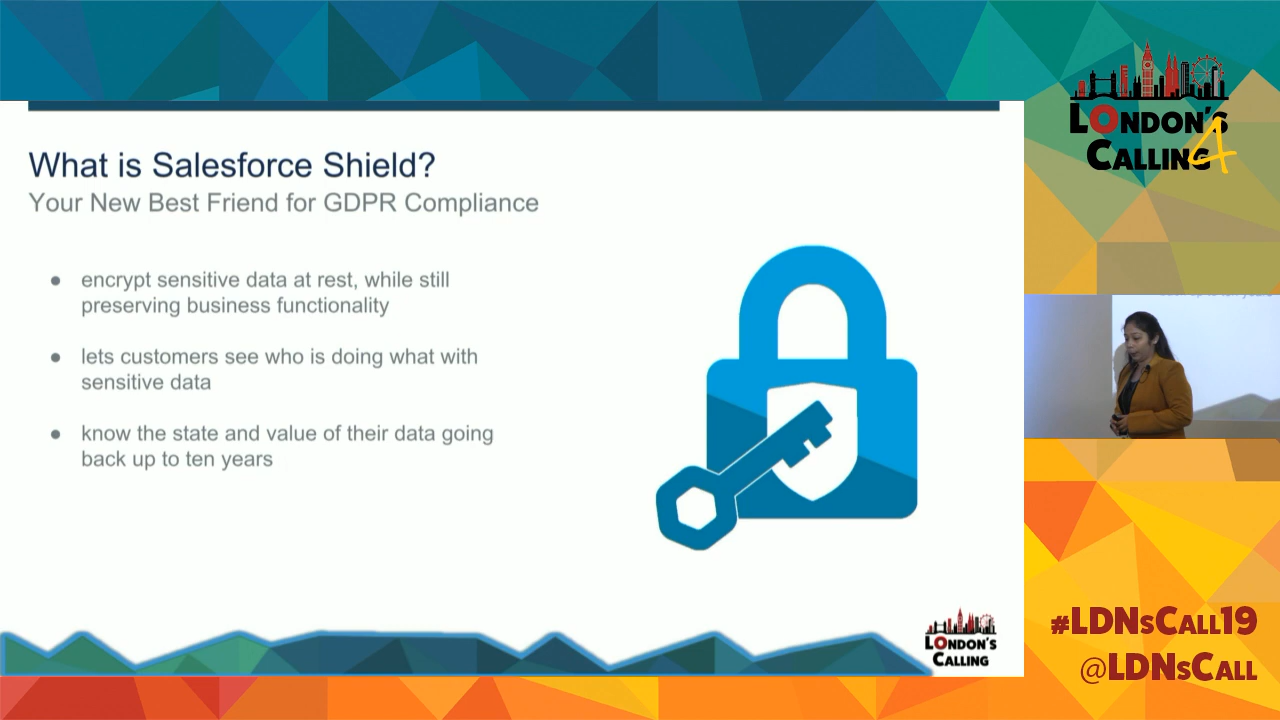 What is Salesforce Shield?
Your New Best Friend for GDPR Compliance
● encrypt sensitive data at rest, while still
preserving business functionality
● lets customers see who is doing what with
sensitive data
● know the state and value of their data going
back up to ten years
LONDON'S
CALLING
LONDON'S
CALLING 4
#LDNSCALL19
@LDNSCALL